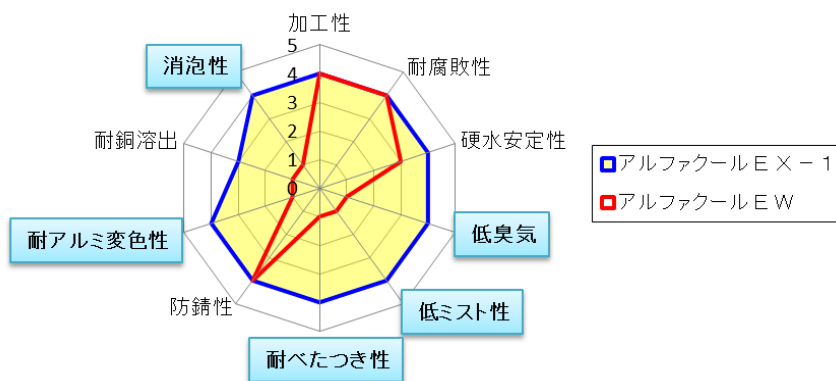 加工性
5
4
3
2
1
0
耐腐敗性
硬水安定性
低臭気
低ミスト性
耐べたつき性
防錆性
耐アルミ変色性
耐銅溶出
消泡性
アルファクールＥＸ－１
アルファクールＥＷ